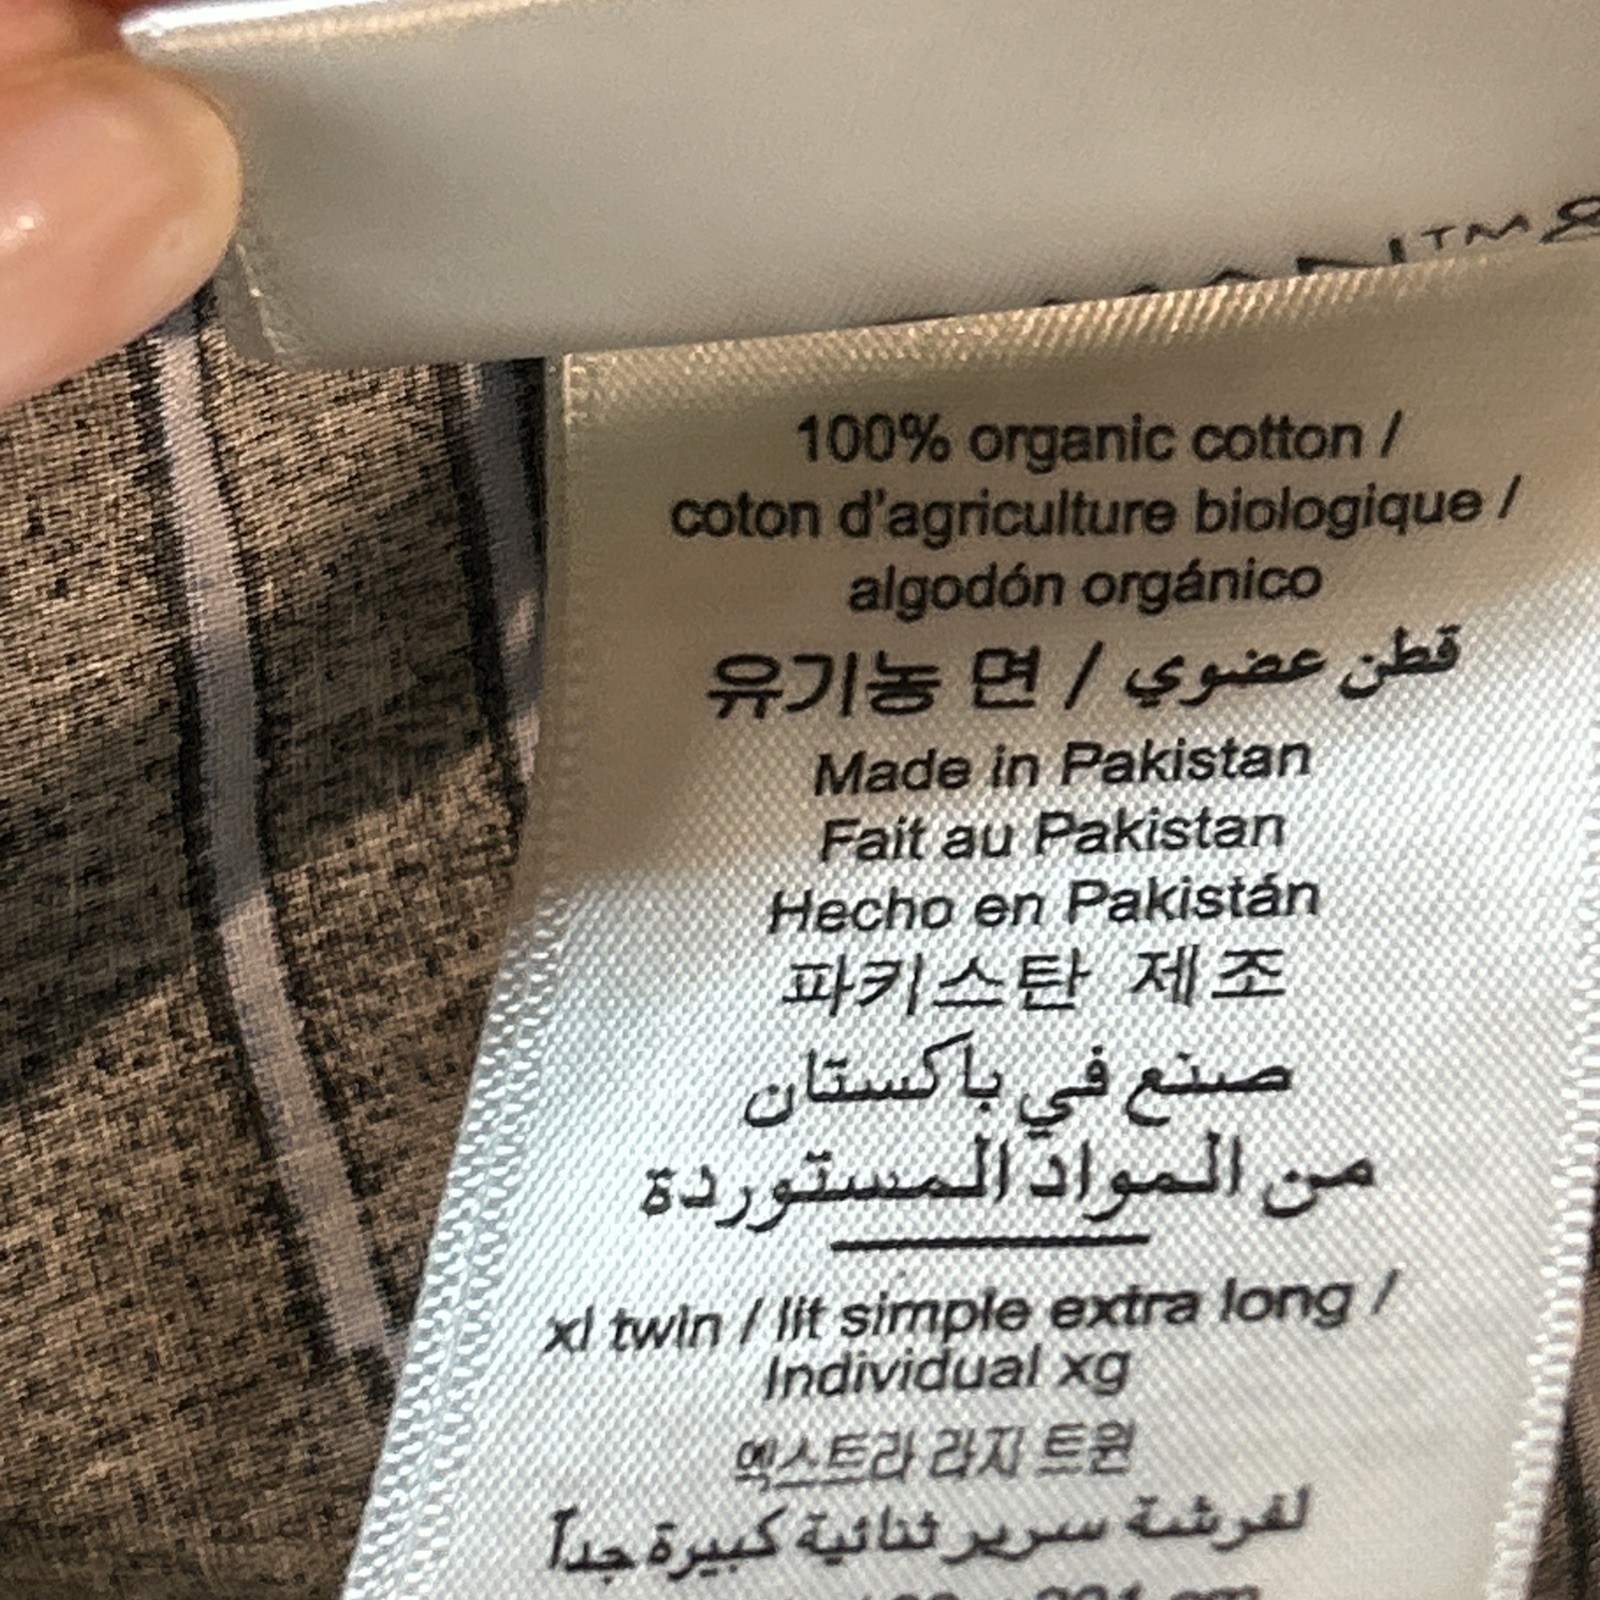 100% organic cotton /
coton d'agriculture biologique /
algodón orgánico
유기농 면 / قطن عضوي
Made in Pakistan
Fait au Pakistan
Hecho en Pakistán
파키스탄 제조
صنع في باكستان
من المواد المستوردة
xl twin / lit simple extra long /
Individual xg
엑스트라 라지 트윈
لفرشة سرير ثنائية كبيرة جداً